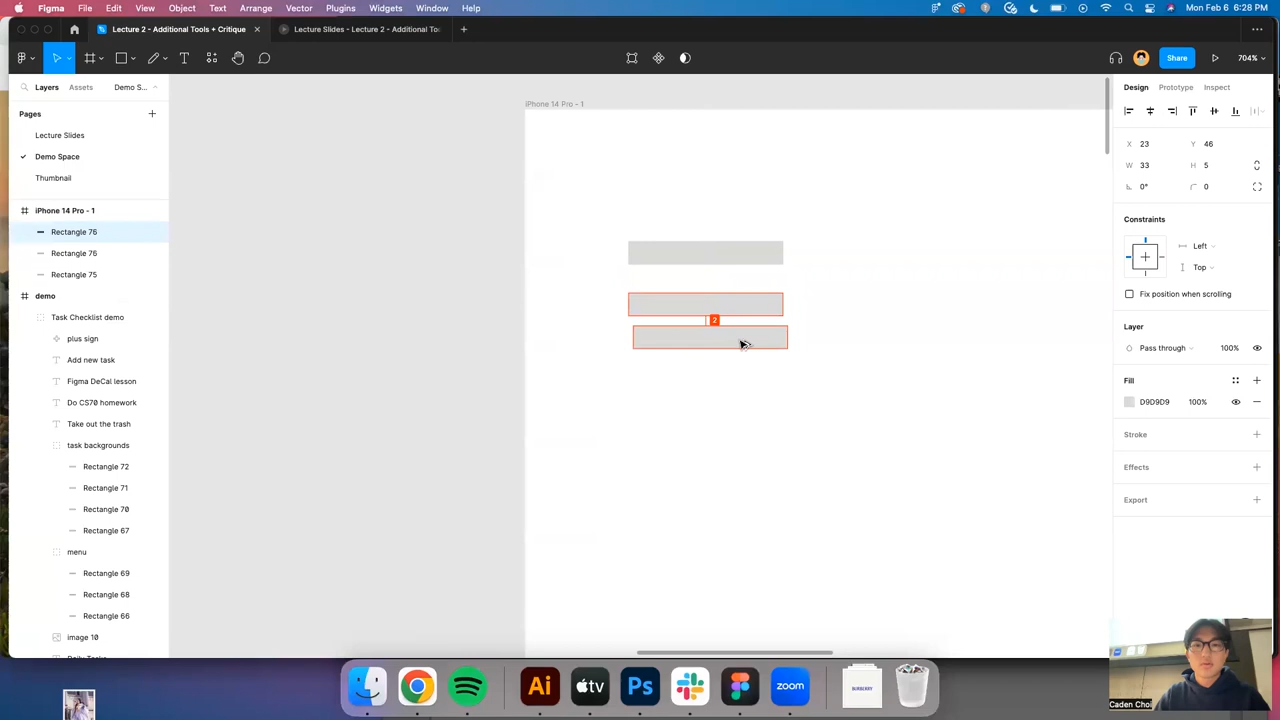 Figma File Edit View Object Text Arrange Vector Plugins Widgets Window Help Mon Feb 6 6:28 PM
Lecture 2 - Additional Tools + Critique Lecture Slides - Lecture 2 - Additional To
Share 704%
Layers Assets Demo S...
Pages
Lecture Slides
Demo Space
Thumbnail
iPhone 14 Pro - 1
Rectangle 76
Rectangle 76
Rectangle 75
demo
Task Checklist demo
plus sign
Add new task
Figma DeCal lesson
Do CS70 homework
Take out the trash
task backgrounds
Rectangle 72
Rectangle 71
Rectangle 70
Rectangle 67
menu
Rectangle 69
Rectangle 68
Rectangle 66
image 10
iPhone 14 Pro - 1
2
Design Prototype Inspect
X 23 Y 46
W 33 H 5
0° 0
Constraints
Left
Top
Fix position when scrolling
Layer
Pass through 100%
Fill
D9D9D9 100%
Stroke
Effects
Export
Ai tv Ps zoom BURBERRY
Caden Choi